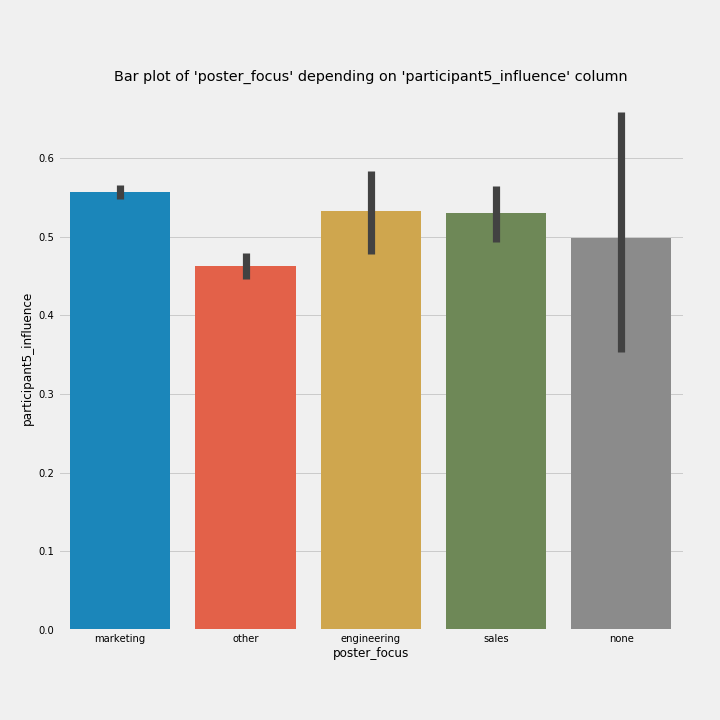 Bar plot of 'poster_focus' depending on 'participant5_influence' column
participant5_influence
0.6
0.5
0.4
0.3
0.2
0.1
0.0
marketing other engineering sales none
poster_focus